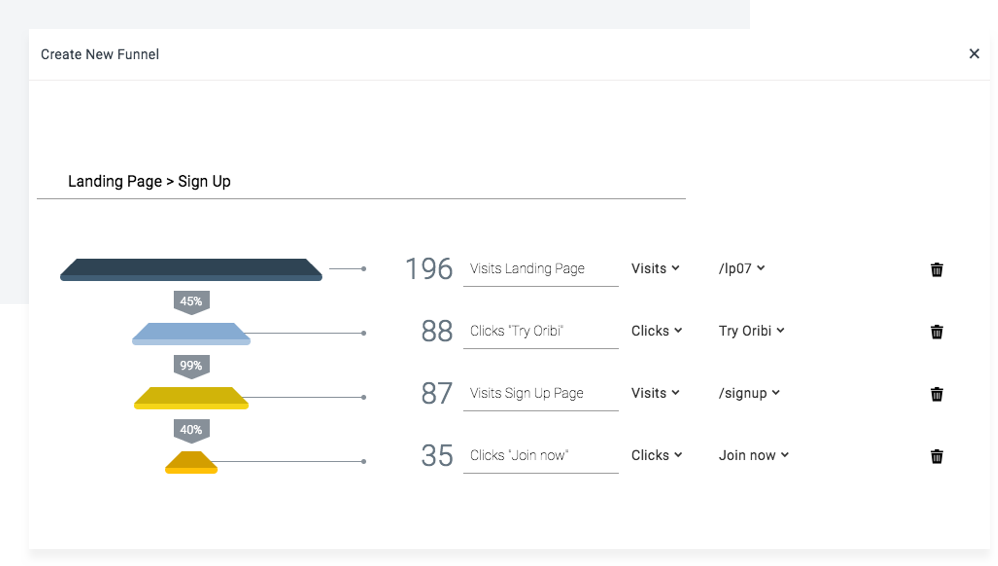 Create New Funnel
Landing Page > Sign Up
196 Visits Landing Page Visits /lp07
45%
88 Clicks "Try Oribi" Clicks Try Oribi
99%
87 Visits Sign Up Page Visits /signup
40%
35 Clicks "Join now" Clicks Join now